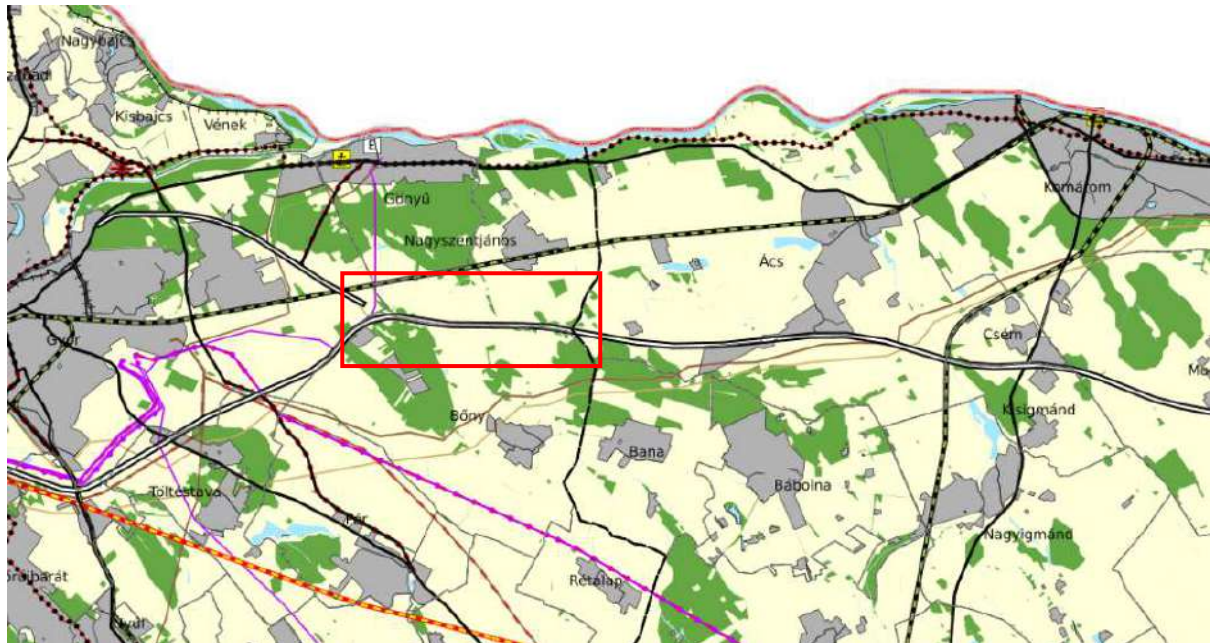 Nagybajcs
Kisbajcs
Vének
Gönyű
Komárom
Nagyszentjános
Ács
Győr
Csém
Kisigmánd
Bőny
Bana
Bábolna
Töltéstava
Pér
Nagyigmánd
Rétalap